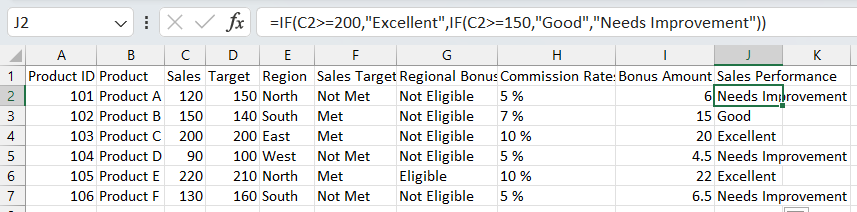 J2 fx =IF(C2>=200,"Excellent",IF(C2>=150,"Good","Needs Improvement"))
A B C D E F G H I J K
1 Product ID Product Sales Target Region Sales Target Regional Bonus Commission Rate Bonus Amount Sales Performance
2 101 Product A 120 150 North Not Met Not Eligible 5 % 6 Needs Improvement
3 102 Product B 150 140 South Met Not Eligible 7 % 15 Good
4 103 Product C 200 200 East Met Not Eligible 10 % 20 Excellent
5 104 Product D 90 100 West Not Met Not Eligible 5 % 4.5 Needs Improvement
6 105 Product E 220 210 North Met Eligible 10 % 22 Excellent
7 106 Product F 130 160 South Not Met Not Eligible 5 % 6.5 Needs Improvement